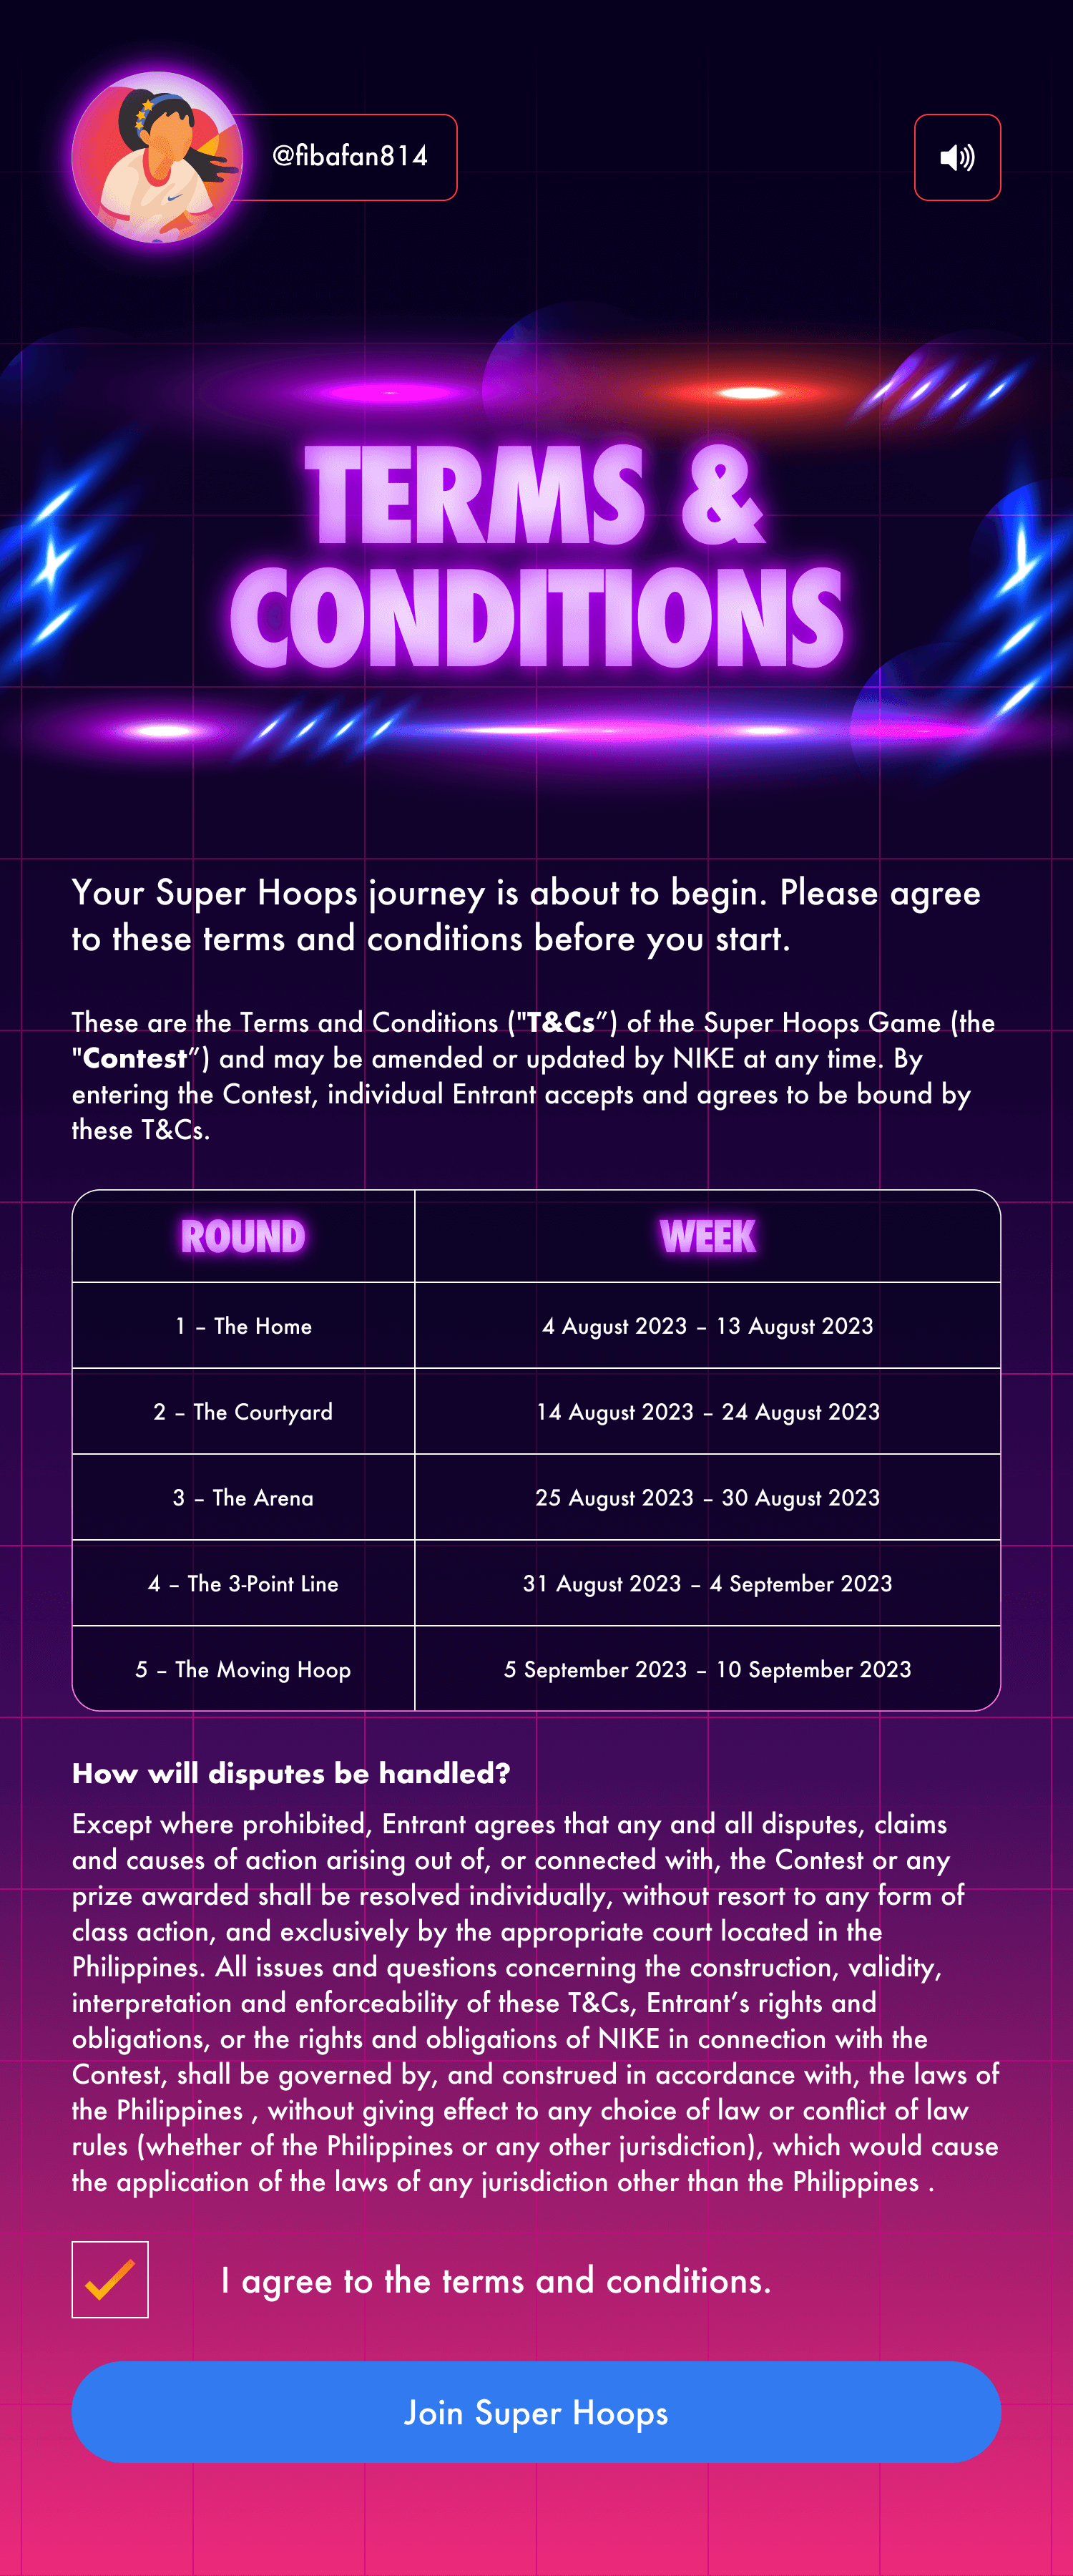 @fibafan814
TERMS &
CONDITIONS
Your Super Hoops journey is about to begin. Please agree
to these terms and conditions before you start.
These are the Terms and Conditions ("T&Cs”) of the Super Hoops Game (the
"Contest”) and may be amended or updated by NIKE at any time. By
entering the Contest, individual Entrant accepts and agrees to be bound by
these T&Cs.
ROUND WEEK
1 – The Home 4 August 2023 – 13 August 2023
2 – The Courtyard 14 August 2023 – 24 August 2023
3 – The Arena 25 August 2023 – 30 August 2023
4 – The 3-Point Line 31 August 2023 – 4 September 2023
5 – The Moving Hoop 5 September 2023 – 10 September 2023
How will disputes be handled?
Except where prohibited, Entrant agrees that any and all disputes, claims
and causes of action arising out of, or connected with, the Contest or any
prize awarded shall be resolved individually, without resort to any form of
class action, and exclusively by the appropriate court located in the
Philippines. All issues and questions concerning the construction, validity,
interpretation and enforceability of these T&Cs, Entrant’s rights and
obligations, or the rights and obligations of NIKE in connection with the
Contest, shall be governed by, and construed in accordance with, the laws of
the Philippines , without giving effect to any choice of law or conflict of law
rules (whether of the Philippines or any other jurisdiction), which would cause
the application of the laws of any jurisdiction other than the Philippines .
I agree to the terms and conditions.
Join Super Hoops